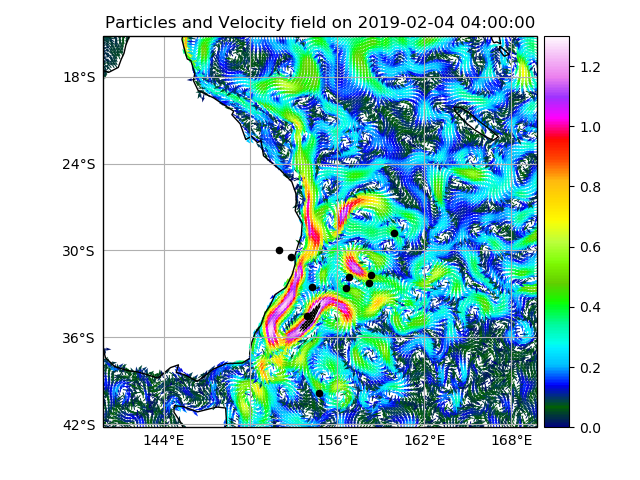 Particles and Velocity field on 2019-02-04 04:00:00
18°S
24°S
30°S
36°S
42°S
144°E 150°E 156°E 162°E 168°E
1.2
1.0
0.8
0.6
0.4
0.2
0.0